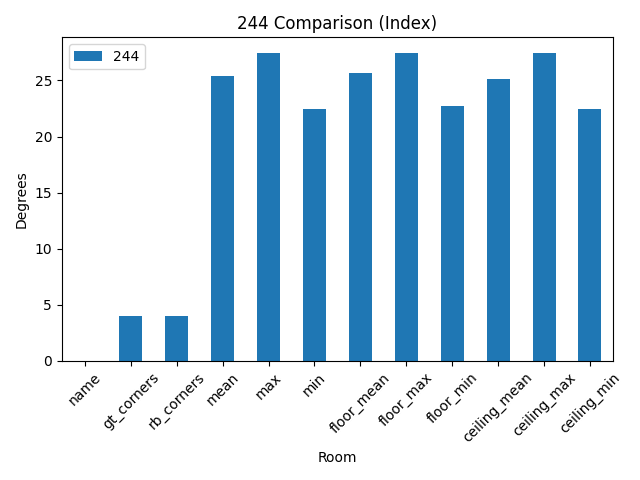 244 Comparison (Index)
244
Degrees
25
20
15
10
5
0
name
gt_corners
rb_corners
mean
max
min
floor_mean
floor_max
floor_min
ceiling_mean
ceiling_max
ceiling_min
Room